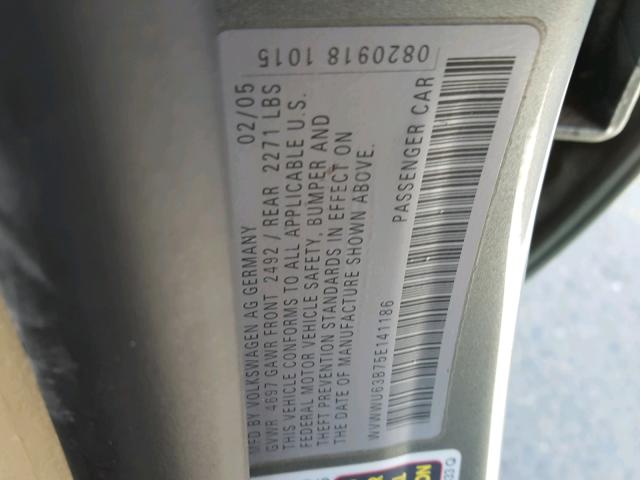 MFD BY VOLKSWAGEN AG GERMANY 02/05
GVWR 4697 GAWR FRONT 2492 / REAR 2271 LBS
THIS VEHICLE CONFORMS TO ALL APPLICABLE U.S.
FEDERAL MOTOR VEHICLE SAFETY, BUMPER AND
THEFT PREVENTION STANDARDS IN EFFECT ON
THE DATE OF MANUFACTURE SHOWN ABOVE.
WVWWU63B75E141186 PASSENGER CAR
0820918 1015